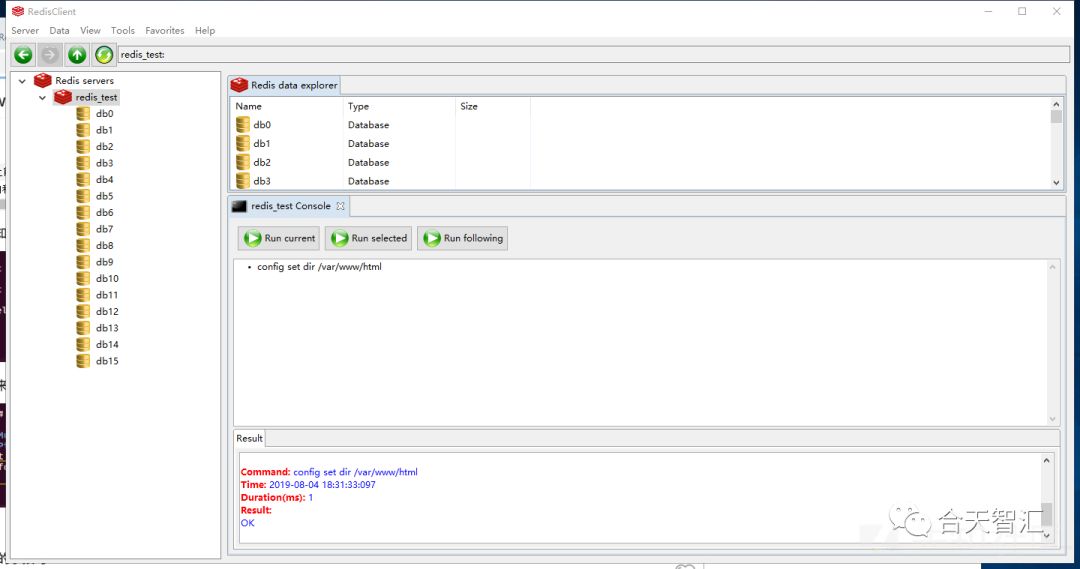 RedisClient
Server Data View Tools Favorites Help
redis_test:
Redis servers
redis_test
db0
db1
db2
db3
db4
db5
db6
db7
db8
db9
db10
db11
db12
db13
db14
db15
Redis data explorer
Name Type Size
db0 Database
db1 Database
db2 Database
db3 Database
redis_test Console
Run current Run selected Run following
• config set dir /var/www/html
Result
Command: config set dir /var/www/html
Time: 2019-08-04 18:31:33:097
Duration(ms): 1
Result:
OK
合天智汇